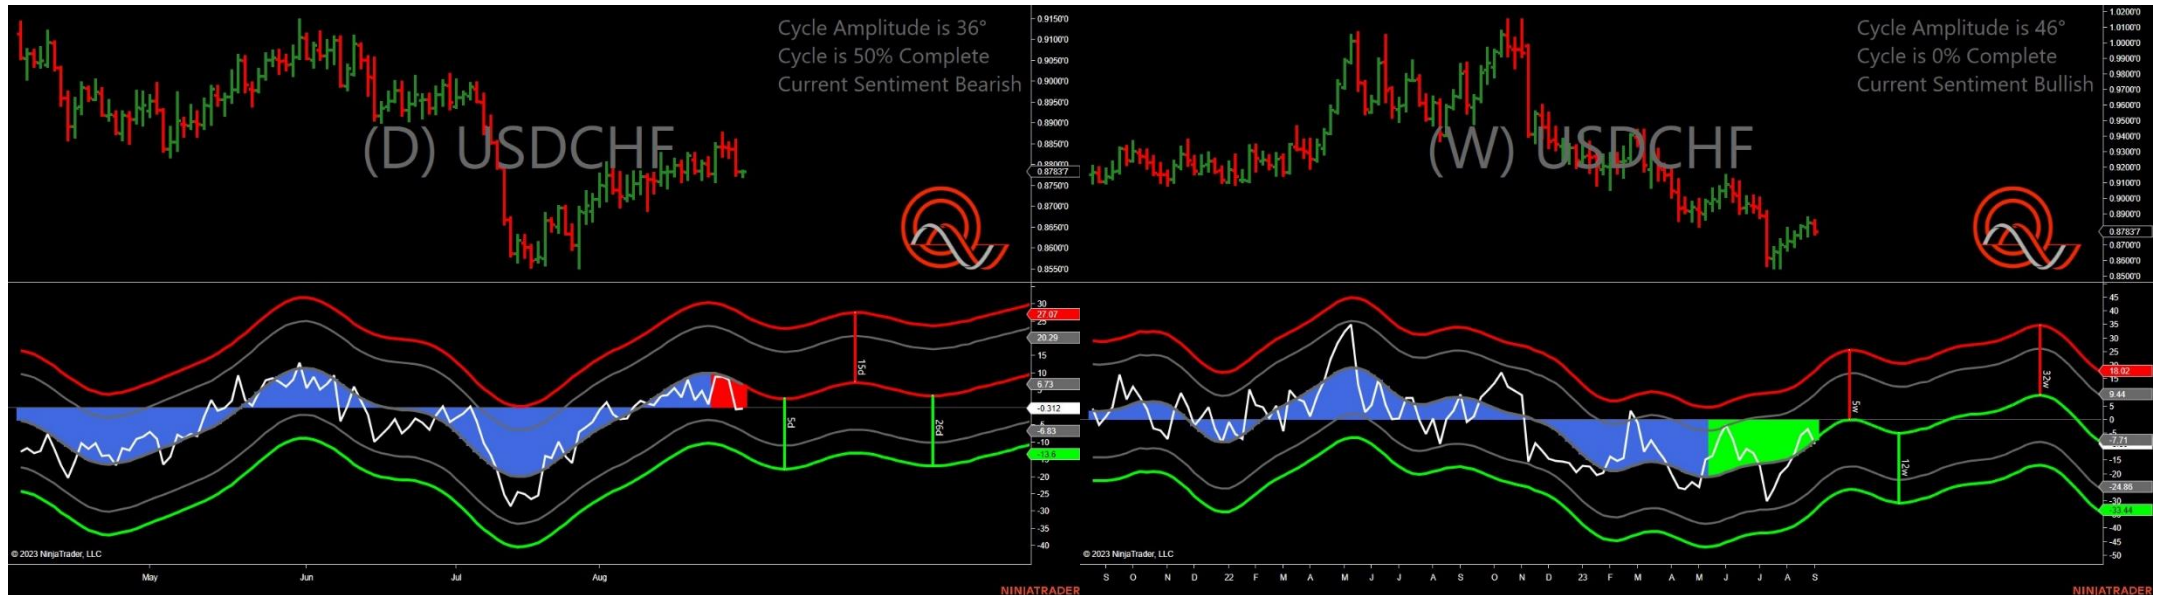 Cycle Amplitude is 36°
Cycle is 50% Complete
Current Sentiment Bearish
(D) USDCHF
0.9150'0
0.9100'0
0.9050'0
0.9000'0
0.8950'0
0.8900'0
0.8850'0
0.8800'0
0.8783'7
0.8750'0
0.8700'0
0.8650'0
0.8600'0
0.8550'0
30
27.07
25
20.29
15
10
6.73
-0.312
-6.83
-10
-13.6
-20
-25
-30
-35
-40
5d
15d
26d
© 2023 NinjaTrader, LLC
May
Jun
Jul
Aug
NINJATRADER
Cycle Amplitude is 46°
Cycle is 0% Complete
Current Sentiment Bullish
(W) USDCHF
1.0200'0
1.0100'0
1.0000'0
0.9900'0
0.9800'0
0.9700'0
0.9600'0
0.9500'0
0.9400'0
0.9300'0
0.9200'0
0.9100'0
0.9000'0
0.8900'0
0.8783'7
0.8700'0
0.8600'0
0.8500'0
45
40
35
30
25
20
18.02
15
9.44
5
0
-7.71
-15
-20
-24.86
-30
-33.44
-40
-45
-50
5w
12w
32w
© 2023 NinjaTrader, LLC
S
O
N
D
22
F
M
A
M
J
J
A
S
O
N
D
23
F
M
A
M
J
J
A
S
NINJATRADER